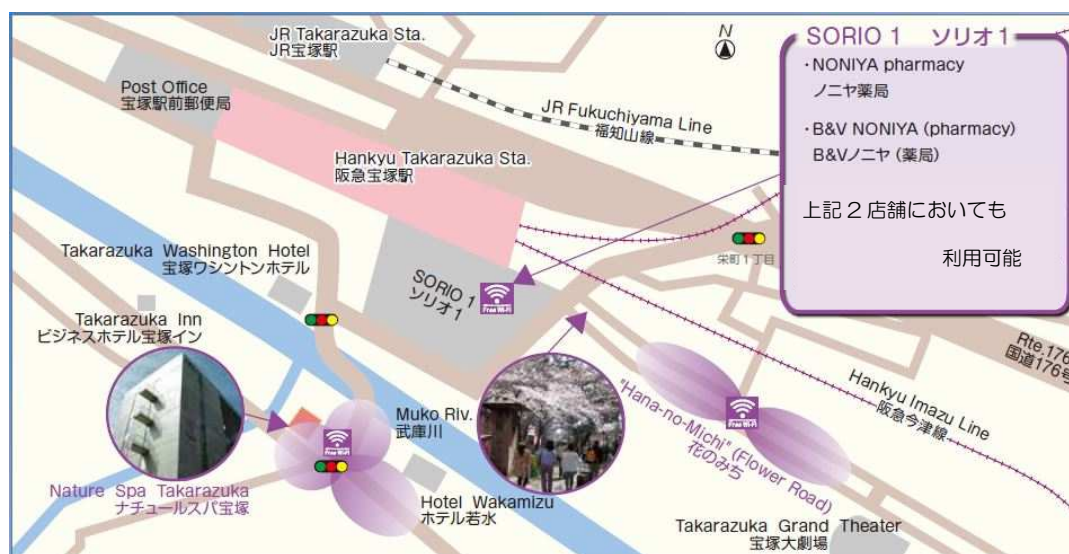 JR Takarazuka Sta.
JR宝塚駅
N
SORIO 1 ソリオ1
・NONIYA pharmacy
ノニヤ薬局
・B&V NONIYA (pharmacy)
B&Vノニヤ (薬局)
上記2店舗においても
利用可能
Post Office
宝塚駅前郵便局
JR Fukuchiyama Line
福知山線
Hankyu Takarazuka Sta.
阪急宝塚駅
Takarazuka Washington Hotel
宝塚ワシントンホテル
栄町1丁目
SORIO 1
ソリオ1
Free Wi-Fi
Takarazuka Inn
ビジネスホテル宝塚イン
Rte.176
国道176号
Hankyu Imazu Line
阪急今津線
Muko Riv.
武庫川
Free Wi-Fi
"Hana-no-Michi" (Flower Road)
花のみち
Free Wi-Fi
Nature Spa Takarazuka
ナチュールスパ宝塚
Hotel Wakamizu
ホテル若水
Takarazuka Grand Theater
宝塚大劇場